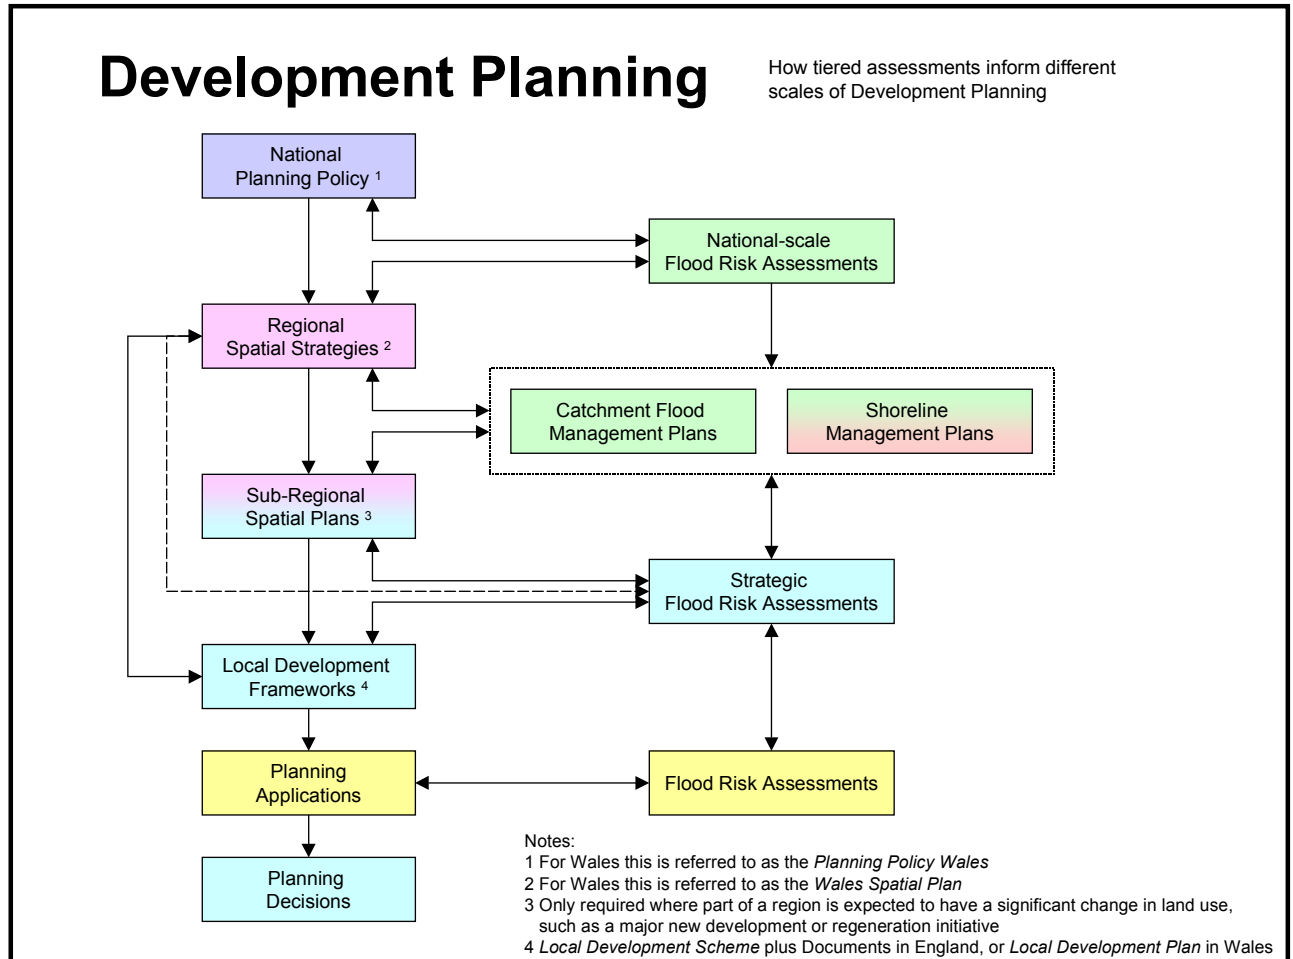 Development Planning
How tiered assessments inform different
scales of Development Planning
National
Planning Policy 1
National-scale
Flood Risk Assessments
Regional
Spatial Strategies 2
Catchment Flood
Management Plans
Shoreline
Management Plans
Sub-Regional
Spatial Plans 3
Strategic
Flood Risk Assessments
Local Development
Frameworks 4
Planning
Applications
Flood Risk Assessments
Planning
Decisions
Notes:
1 For Wales this is referred to as the Planning Policy Wales
2 For Wales this is referred to as the Wales Spatial Plan
3 Only required where part of a region is expected to have a significant change in land use,
such as a major new development or regeneration initiative
4 Local Development Scheme plus Documents in England, or Local Development Plan in Wales